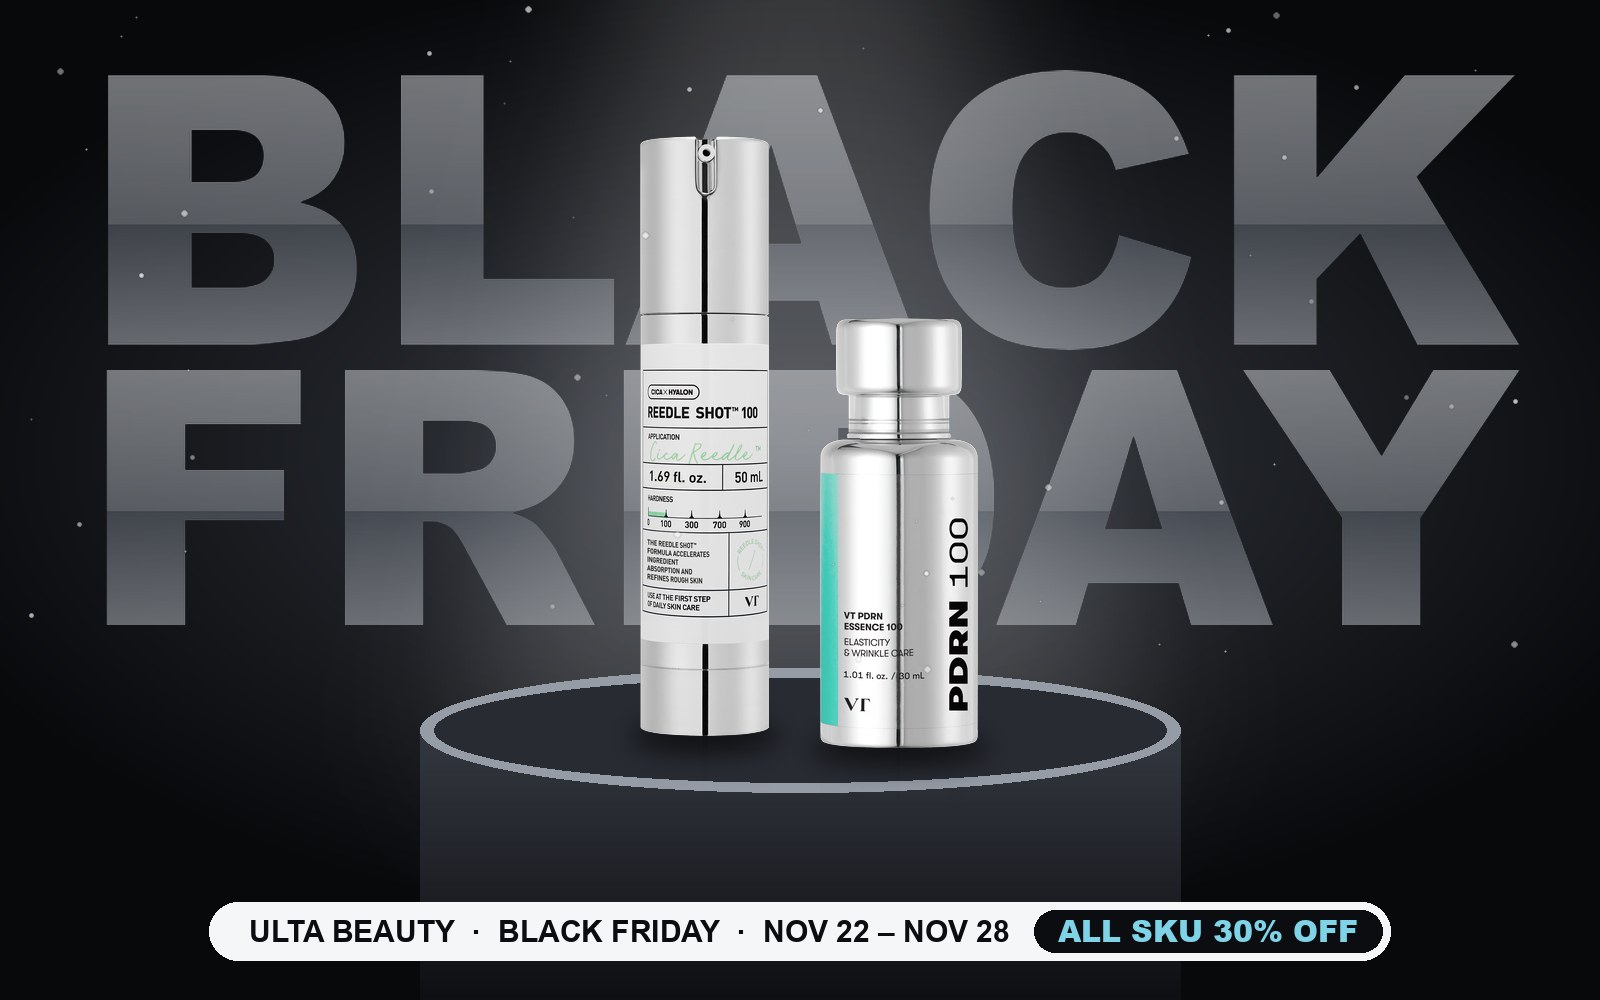 BLACK
FRIDAY
CICA × HYALON
REEDLE SHOT™ 100
APPLICATION
Cica Reedle™
1.69 fl. oz. 50 mL
HARDNESS
0 100 300 700 900
THE REEDLE SHOT™
FORMULA ACCELERATES
INGREDIENT
ABSORPTION AND
REFINES ROUGH SKIN
USE AT THE FIRST STEP
OF DAILY SKIN CARE
VT
VT PDRN
ESSENCE 100
ELASTICITY
& WRINKLE CARE
1.01 fl. oz. / 30 mL
VT
PDRN 100
ULTA BEAUTY · BLACK FRIDAY · NOV 22 – NOV 28 ALL SKU 30% OFF